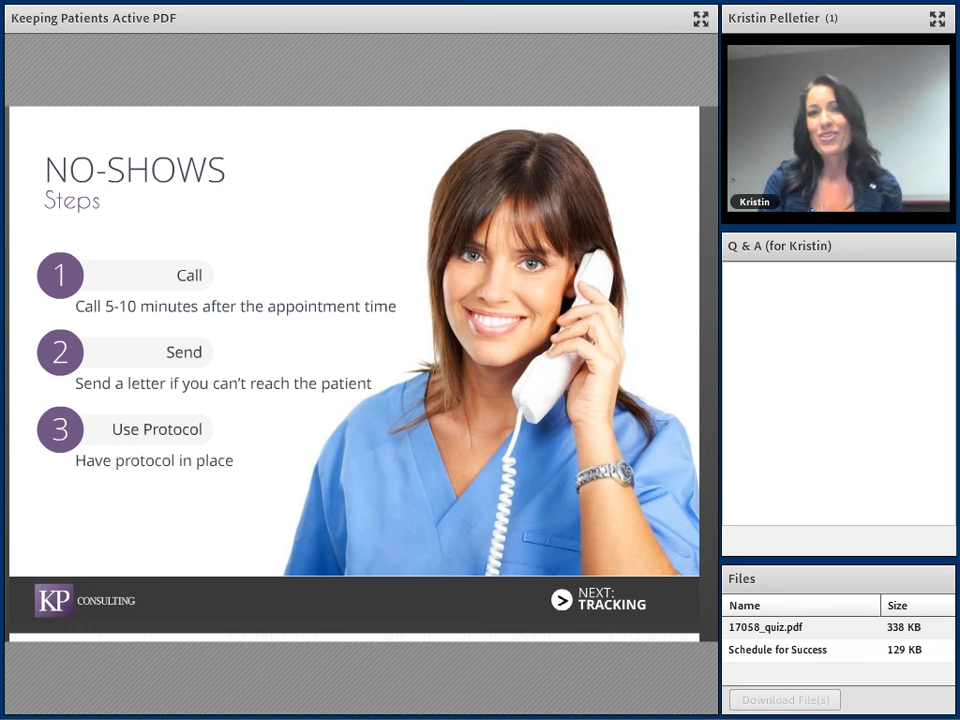 Keeping Patients Active PDF
NO-SHOWS
Steps
1 Call
Call 5-10 minutes after the appointment time
2 Send
Send a letter if you can't reach the patient
3 Use Protocol
Have protocol in place
KP CONSULTING
NEXT:
TRACKING
Kristin Pelletier (1)
Kristin
Q & A (for Kristin)
Files
Name Size
17058_quiz.pdf 338 KB
Schedule for Success 129 KB
Download File(s)